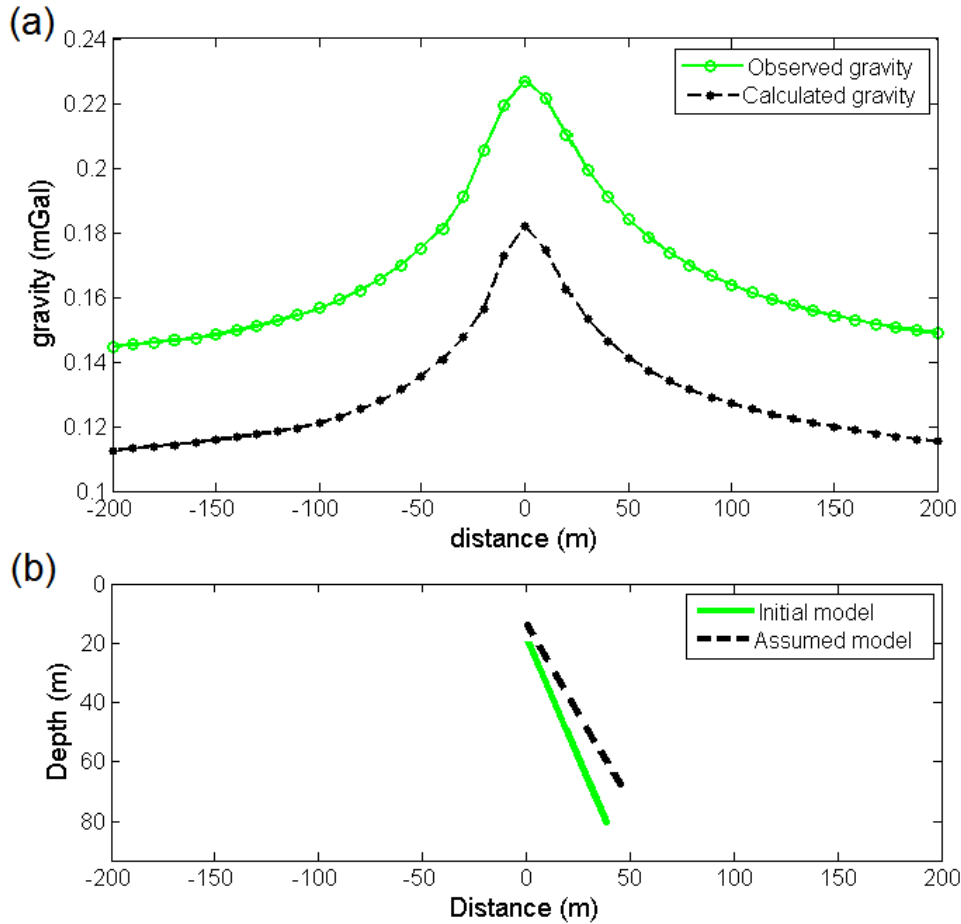 (a)
0.24
0.22
0.2
0.18
0.16
0.14
0.12
0.1
gravity (mGal)
Observed gravity
Calculated gravity
-200 -150 -100 -50 0 50 100 150 200
distance (m)
(b)
0
20
40
60
80
Depth (m)
Initial model
Assumed model
-200 -150 -100 -50 0 50 100 150 200
Distance (m)